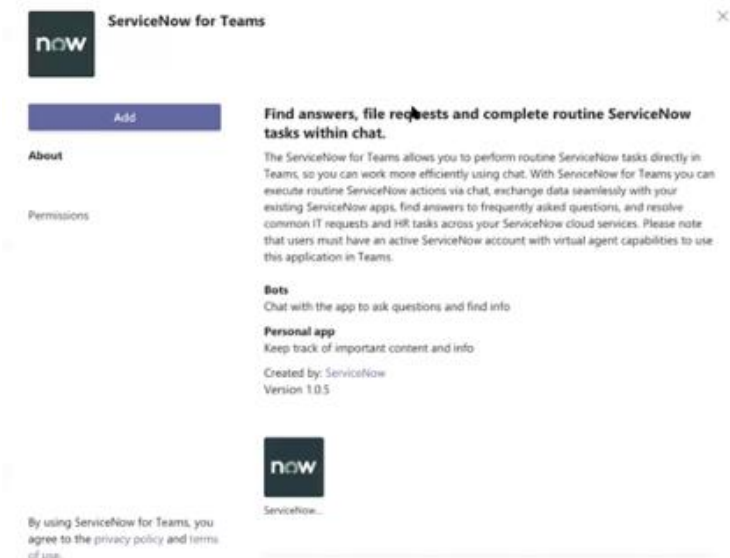 now
ServiceNow for Teams
Add
About
Permissions
By using ServiceNow for Teams, you
agree to the privacy policy and terms
of use.
Find answers, file requests and complete routine ServiceNow
tasks within chat.
The ServiceNow for Teams allows you to perform routine ServiceNow tasks directly in
Teams, so you can work more efficiently using chat. With ServiceNow for Teams you can
execute routine ServiceNow actions via chat, exchange data seamlessly with your
existing ServiceNow apps, find answers to frequently asked questions, and resolve
common IT requests and HR tasks across your ServiceNow cloud services. Please note
that users must have an active ServiceNow account with virtual agent capabilities to use
this application in Teams.
Bots
Chat with the app to ask questions and find info
Personal app
Keep track of important content and info
Created by: ServiceNow
Version 1.0.5
now
ServiceNow...